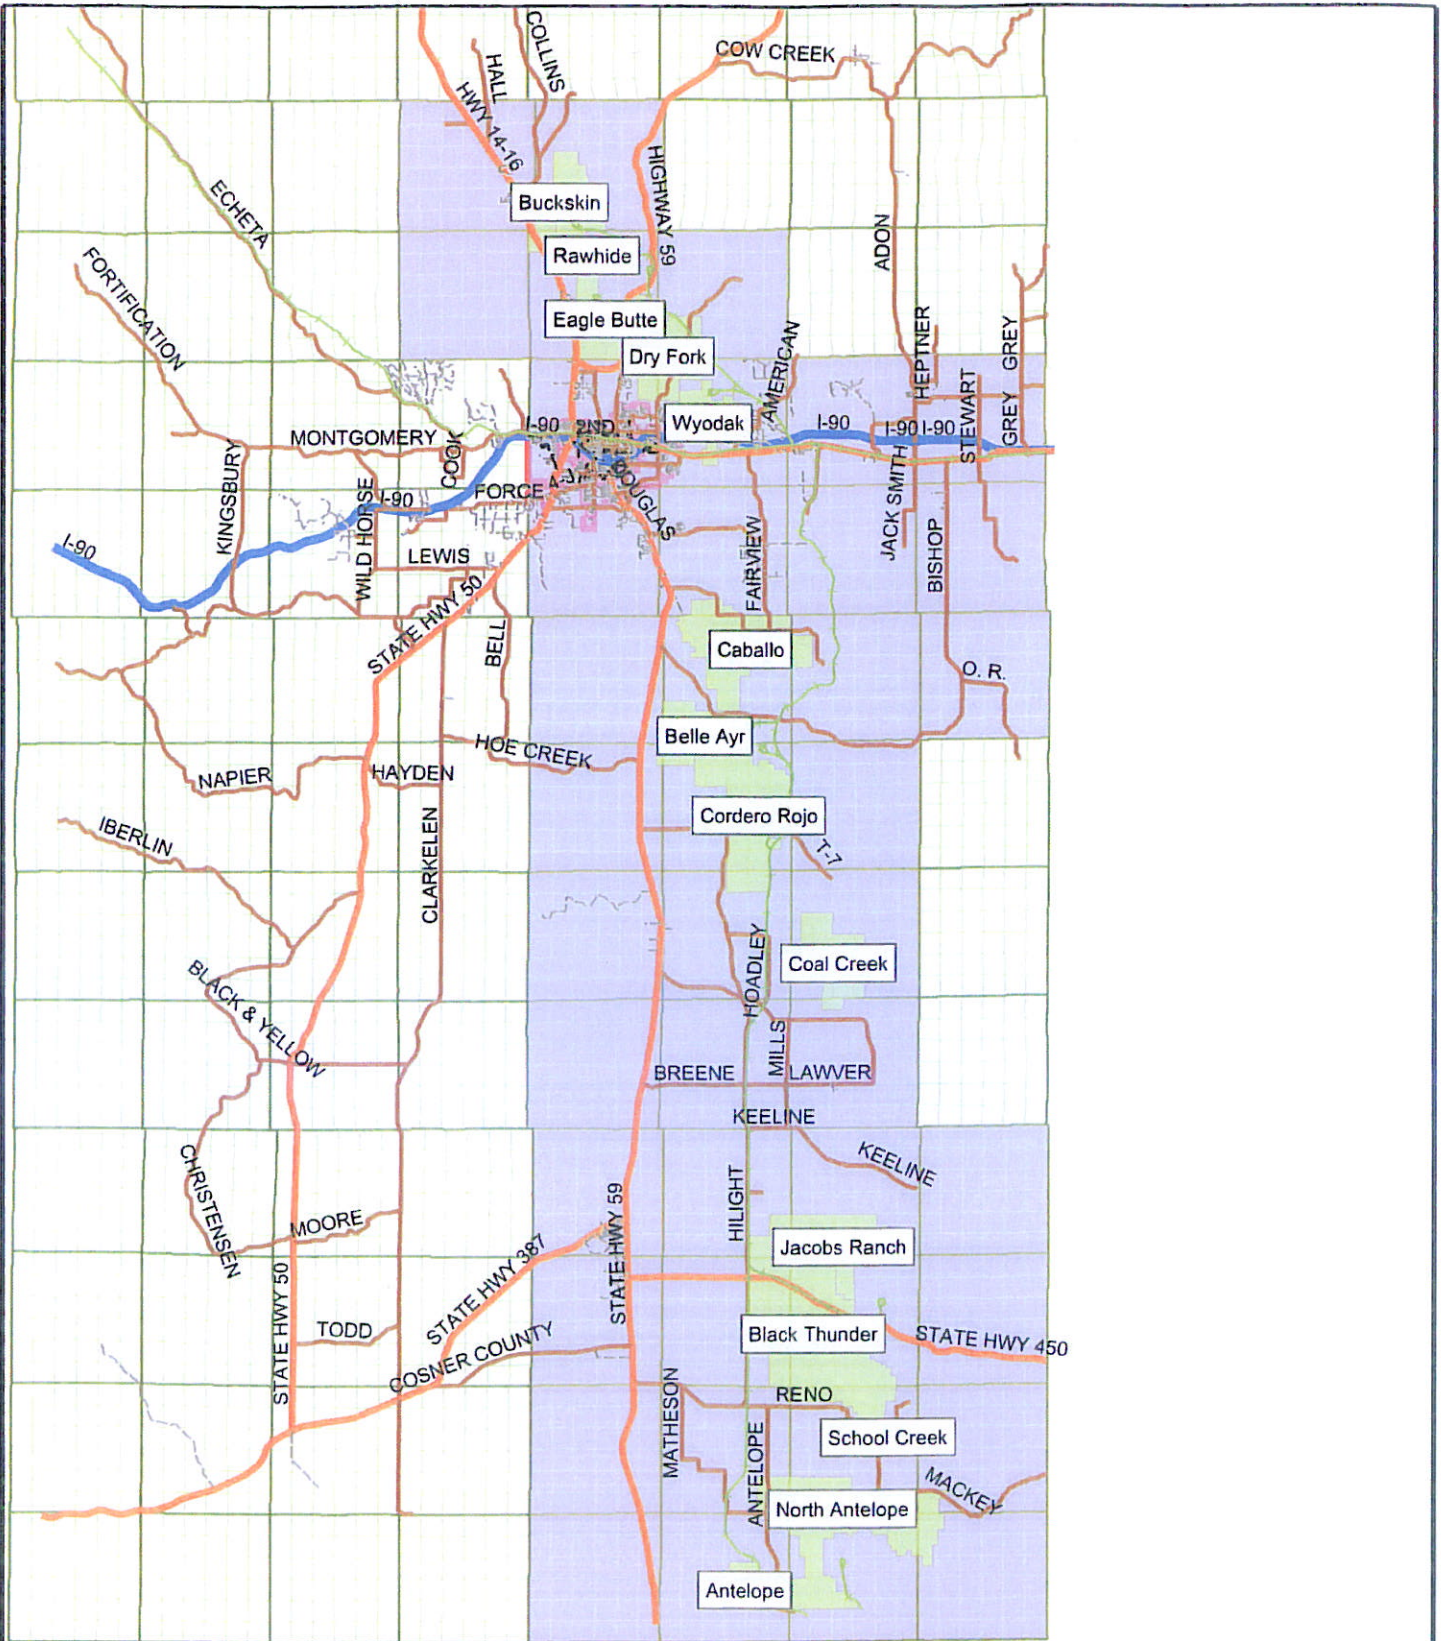 COLLINS
HALL
COW CREEK
HWY 14-16
HIGHWAY 59
Buckskin
ECHETA
ADON
Rawhide
FORTIFICATION
Eagle Butte
HEPTNER
GREY
Dry Fork
AMERICAN
STEWART
Wyodak
GREY
I-90
2ND
I-90
I-90
I-90
MONTGOMERY
COOK
KINGSBURY
JACK SMITH
WILD HORSE
I-90
FORCE
4-J
DOUGLAS
I-90
LEWIS
FAIRVIEW
BISHOP
STATE HWY 50
BELL
Caballo
O. R.
Belle Ayr
HOE CREEK
NAPIER
HAYDEN
Cordero Rojo
IBERLIN
T-7
CLARKELEN
Coal Creek
HOADLEY
BLACK & YELLOW
MILLS
BREENE
LAWVER
KEELINE
KEELINE
CHRISTENSEN
HILIGHT
MOORE
STATE HWY 59
Jacobs Ranch
STATE HWY 387
STATE HWY 50
TODD
Black Thunder
STATE HWY 450
COSNER COUNTY
RENO
MATHESON
School Creek
ANTELOPE
MACKEY
North Antelope
Antelope